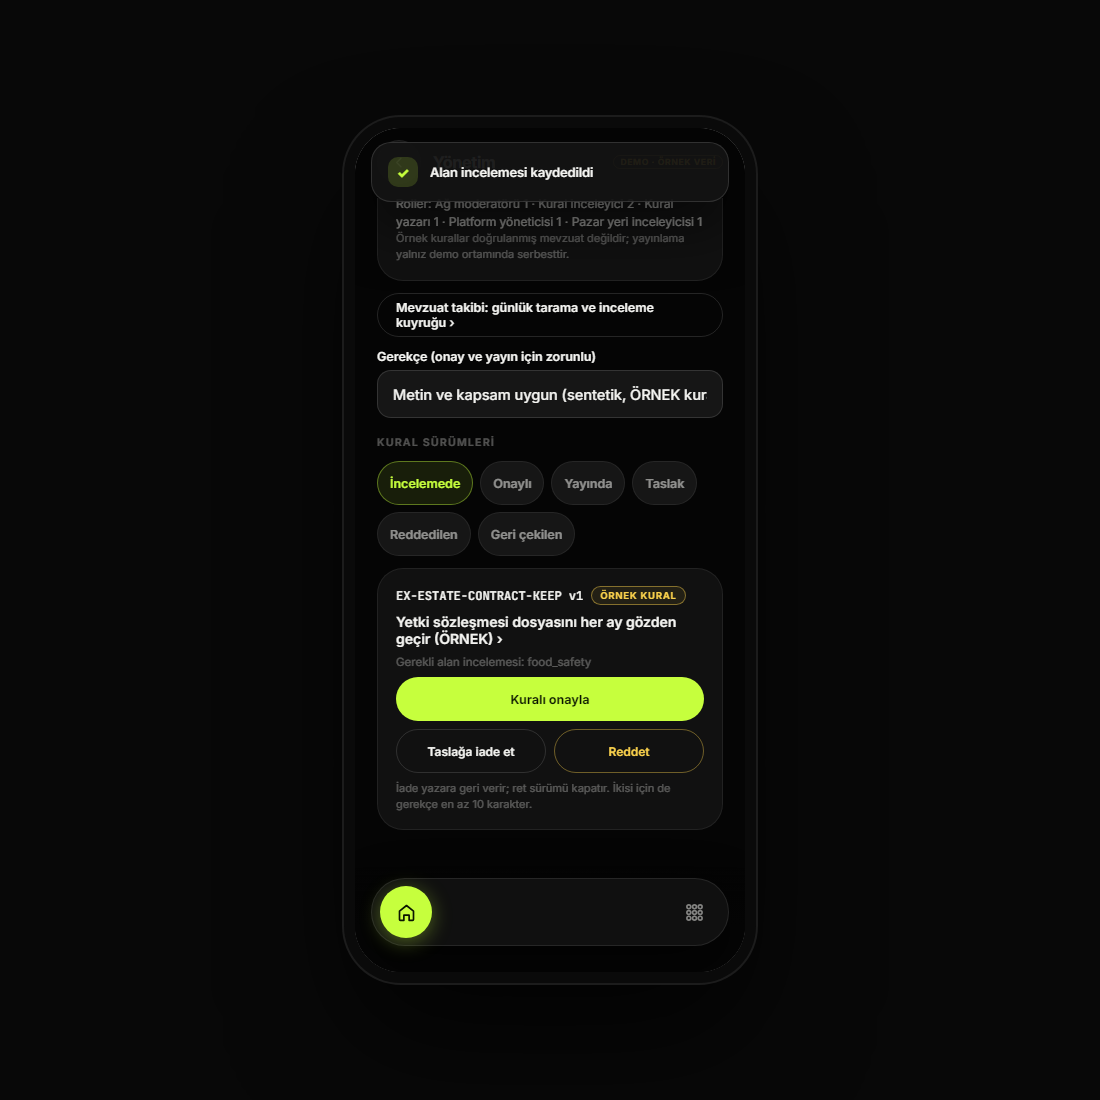 Yönetim
DEMO · ÖRNEK VERİ
Alan incelemesi kaydedildi
Roller: Ağ moderatörü 1 · Kural inceleyici 2 · Kural
yazarı 1 · Platform yöneticisi 1 · Pazar yeri inceleyicisi 1
Örnek kurallar doğrulanmış mevzuat değildir; yayınlama
yalnız demo ortamında serbesttir.
Mevzuat takibi: günlük tarama ve inceleme
kuyruğu ›
Gerekçe (onay ve yayın için zorunlu)
Metin ve kapsam uygun (sentetik, ÖRNEK kur
KURAL SÜRÜMLERİ
İncelemede
Onaylı
Yayında
Taslak
Reddedilen
Geri çekilen
EX-ESTATE-CONTRACT-KEEP v1
ÖRNEK KURAL
Yetki sözleşmesi dosyasını her ay gözden
geçir (ÖRNEK) ›
Gerekli alan incelemesi: food_safety
Kuralı onayla
Taslağa iade et
Reddet
İade yazara geri verir; ret sürümü kapatır. İkisi için de
gerekçe en az 10 karakter.